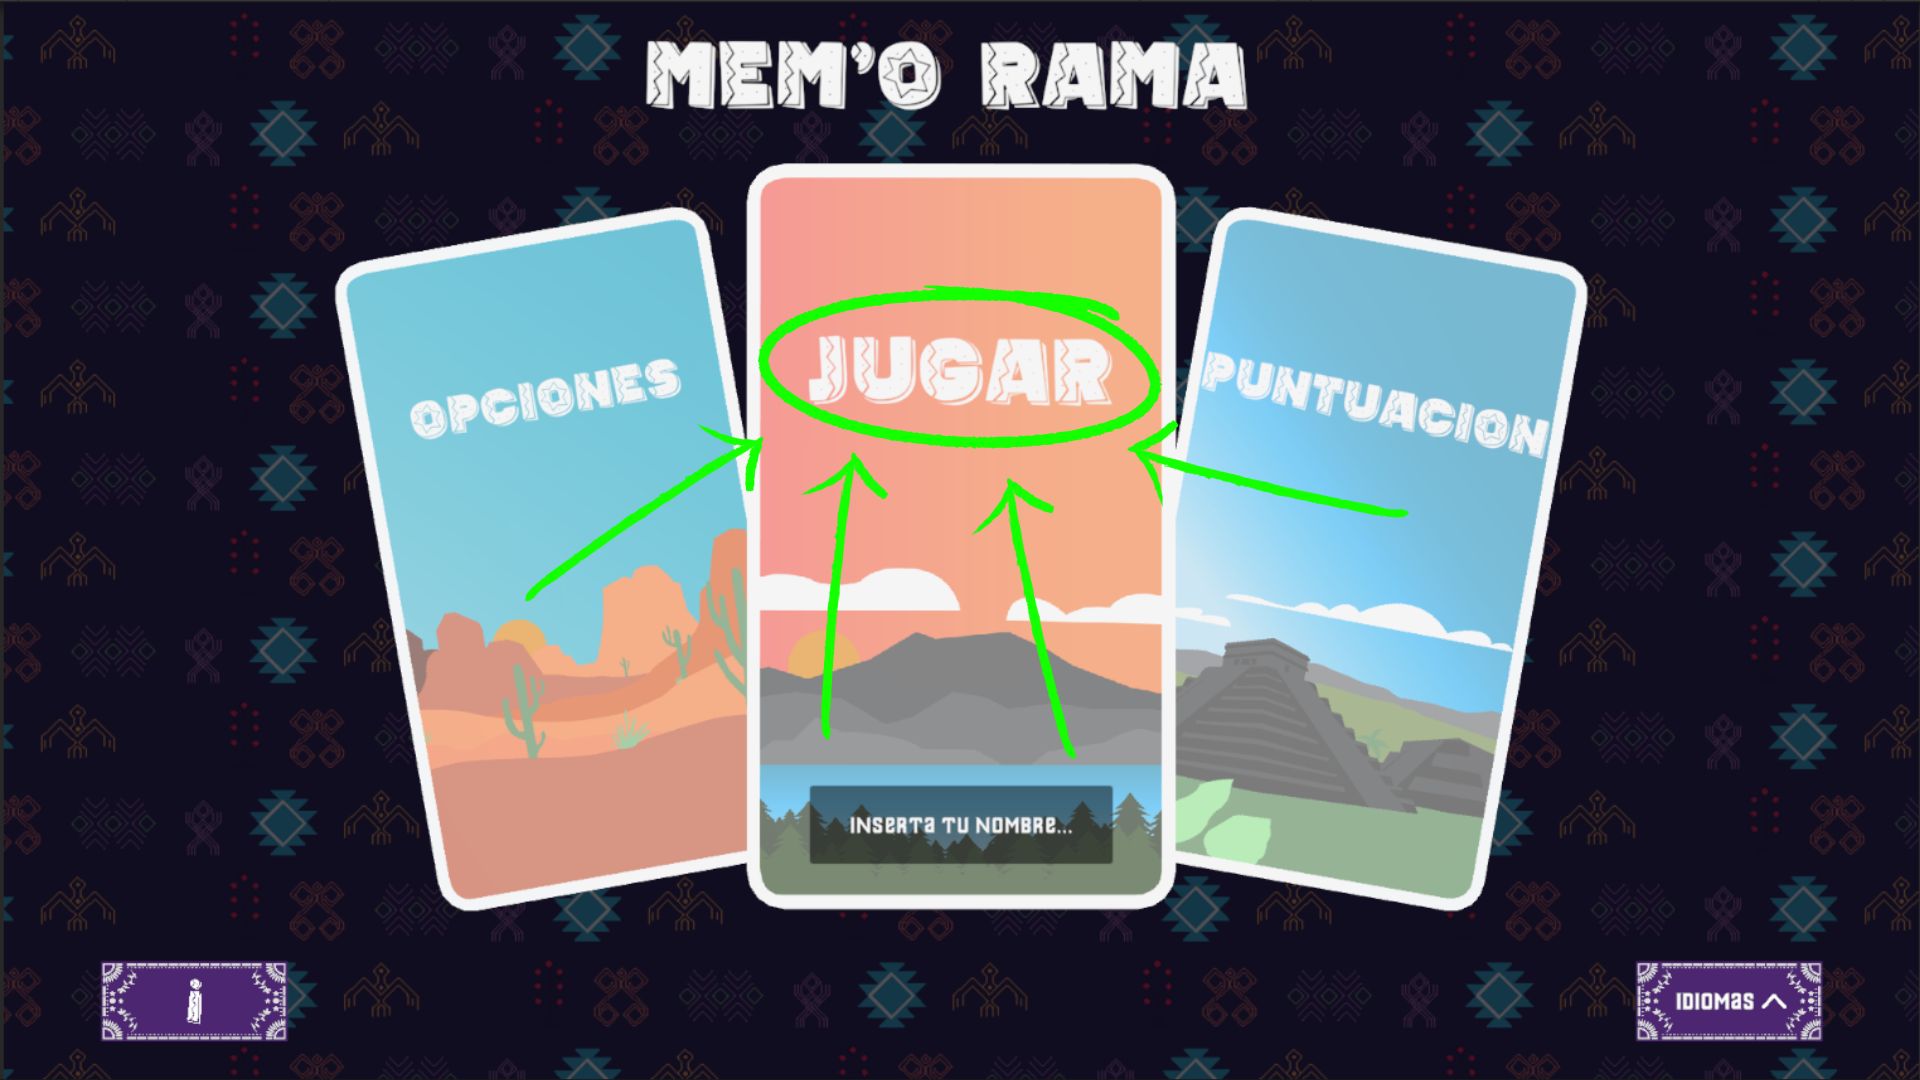 MEM'O RAMA
OPCIONES
JUGAR
PUNTUACION
INSERTA TU NOMBRE...
i
IDIOMAS